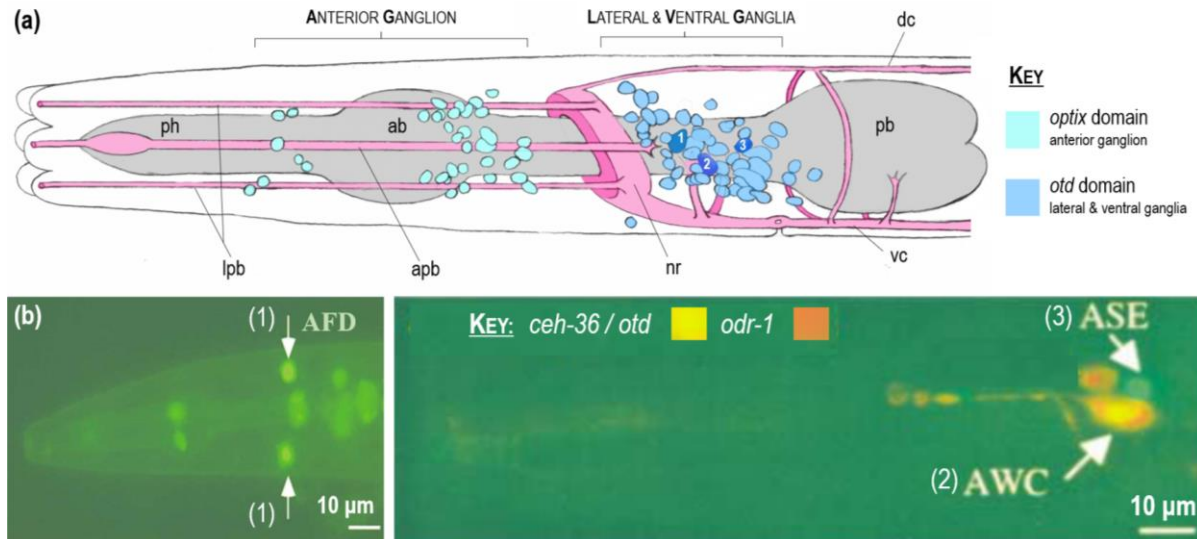 (a)
ANTERIOR GANGLION
LATERAL & VENTRAL GANGLIA
dc
KEY
optix domain
anterior ganglion
otd domain
lateral & ventral ganglia
ph
ab
pb
1
2
3
lpb
apb
nr
vc
(b)
(1) AFD
(1)
10 µm
KEY: ceh-36 / otd odr-1
(3) ASE
(2) AWC
10 µm